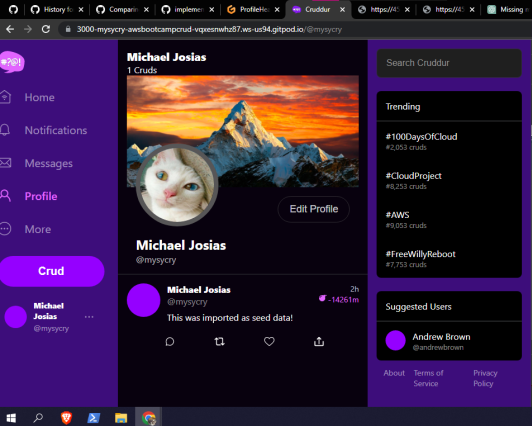 History fo
Comparin
implemen
ProfileHea
Cruddur
https://45
https://45
Missing n
3000-mysycry-awsbootcampcrud-vqxesnwhz87.ws-us94.gitpod.io/@mysycry
*?@!
Home
Notifications
Messages
Profile
More
Crud
Michael
Josias
@mysycry
...
Michael Josias
1 Cruds
Edit Profile
Michael Josias
@mysycry
Michael Josias
@mysycry
2h
-14261m
This was imported as seed data!
Search Cruddur
Trending
#100DaysOfCloud
#2,053 cruds
#CloudProject
#8,253 cruds
#AWS
#9,053 cruds
#FreeWillyReboot
#7,753 cruds
Suggested Users
Andrew Brown
@andrewbrown
About
Terms of
Service
Privacy
Policy